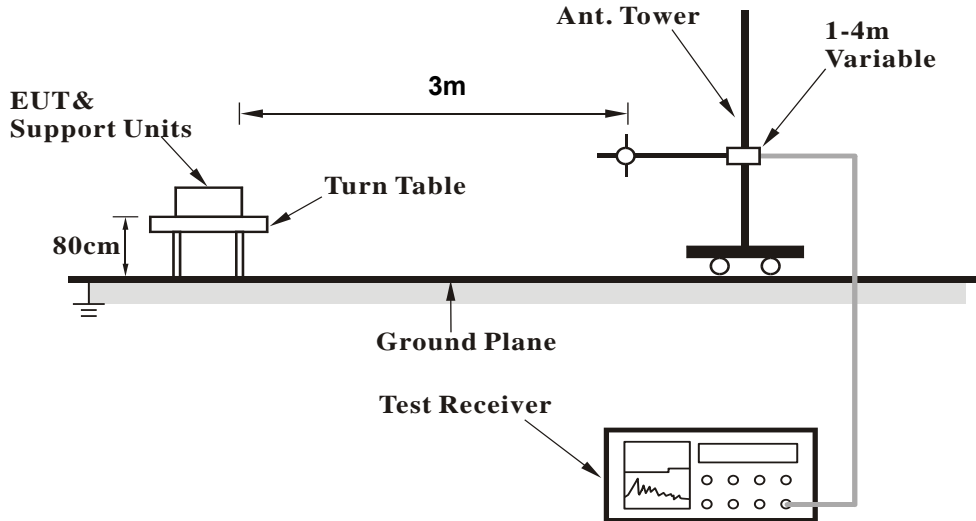 Ant. Tower
1-4m
Variable
3m
EUT&
Support Units
Turn Table
80cm
Ground Plane
Test Receiver